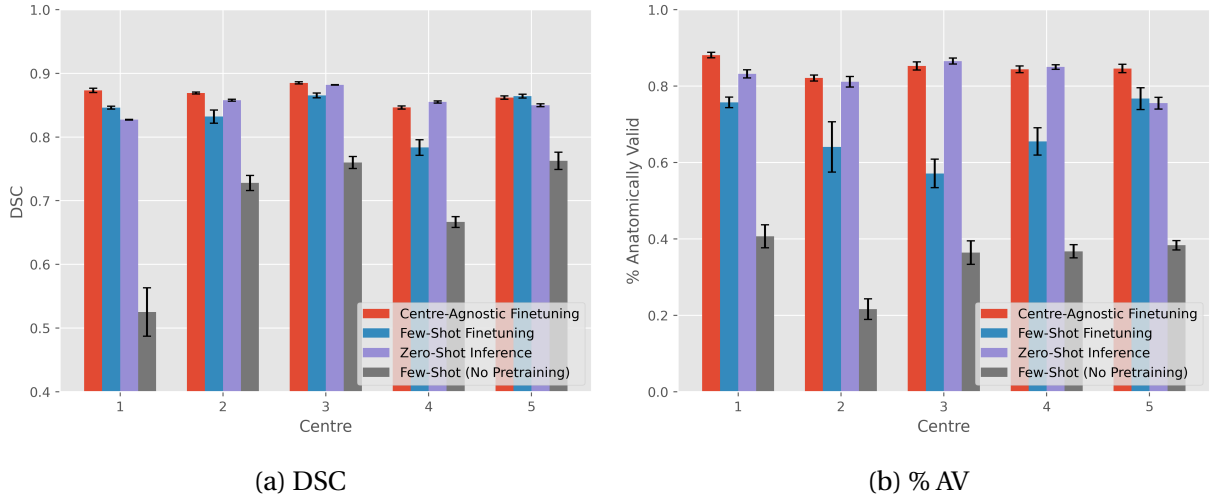 1.0
0.9
0.8
0.7
0.6
0.5
0.4
DSC
1
2
3
4
5
Centre
Centre-Agnostic Finetuning
Few-Shot Finetuning
Zero-Shot Inference
Few-Shot (No Pretraining)
(a) DSC
1.0
0.8
0.6
0.4
0.2
0.0
% Anatomically Valid
1
2
3
4
5
Centre
Centre-Agnostic Finetuning
Few-Shot Finetuning
Zero-Shot Inference
Few-Shot (No Pretraining)
(b) % AV